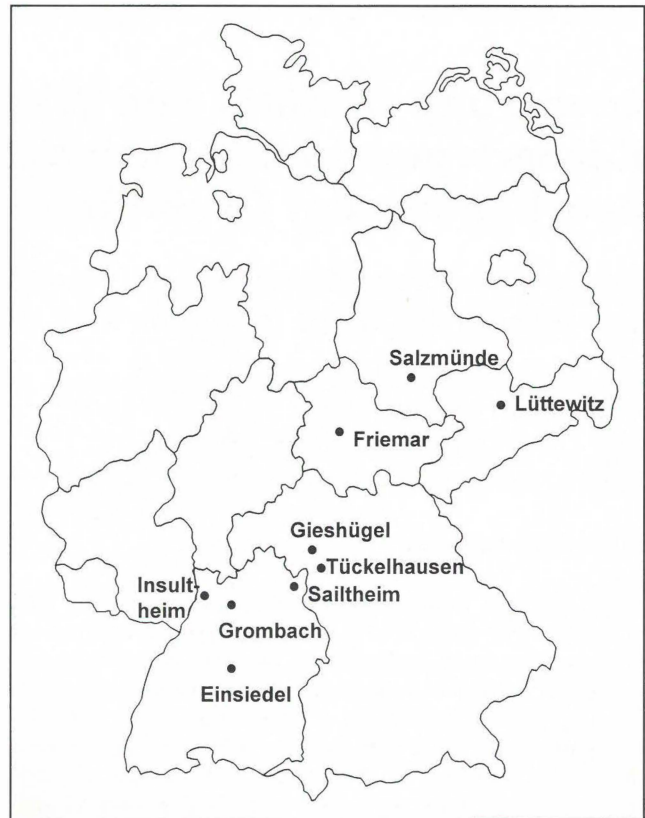 Salzmünde
Lüttewitz
Friemar
Gieshügel
Tückelhausen
Insult-
heim
Sailtheim
Grombach
Einsiedel